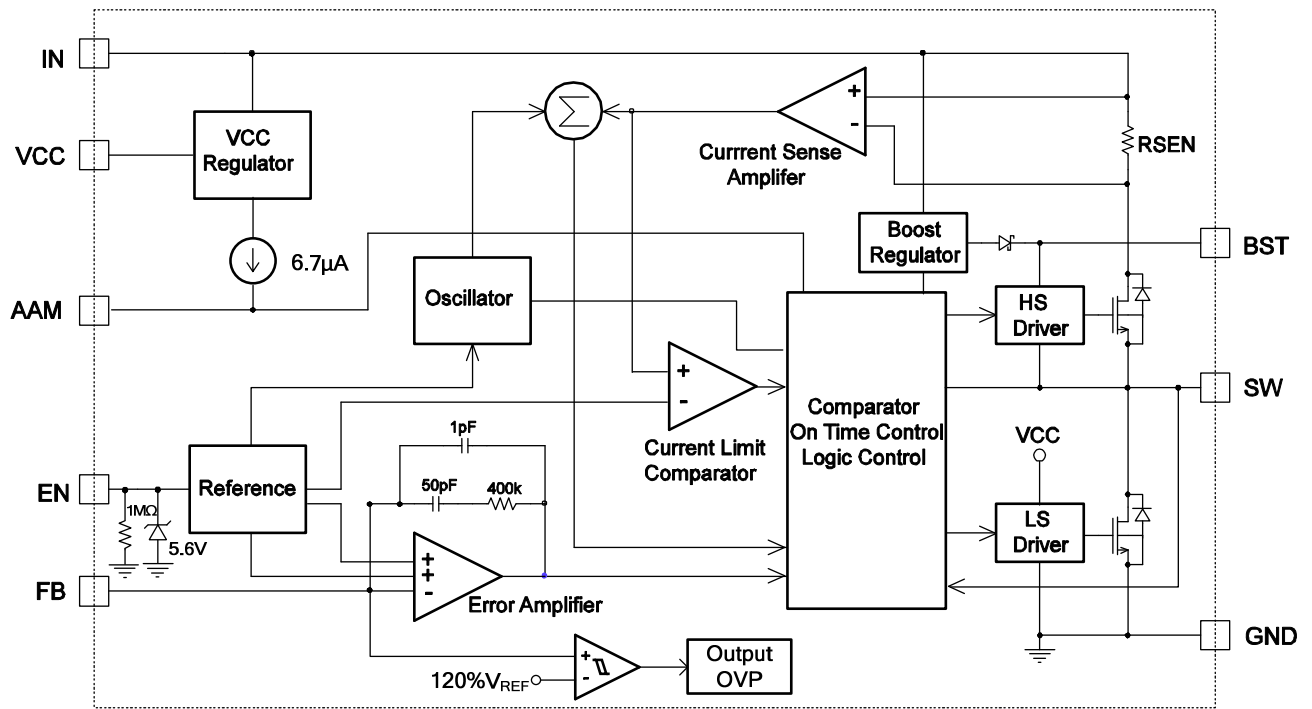 IN
VCC
Regulator
VCC
6.7µA
AAM
Oscillator
Σ
+
-
Currrent Sense
Amplifer
RSEN
Boost
Regulator
BST
HS
Driver
SW
+
-
Current Limit
Comparator
Comparator
On Time Control
Logic Control
VCC
LS
Driver
GND
EN
1MΩ
5.6V
Reference
1pF
50pF
400k
FB
+
+
-
Error Amplifier
+
-
120%VREF
Output
OVP